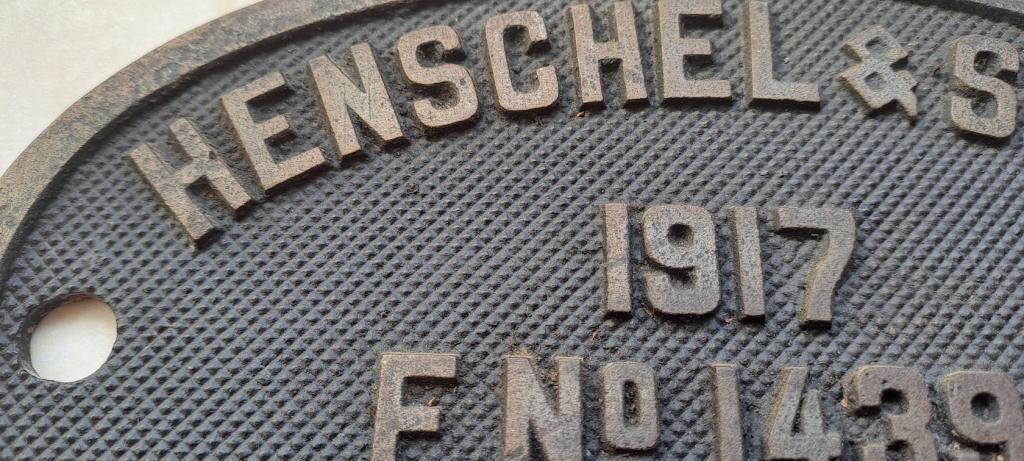 HENSCHEL & S
1917
F No 1439